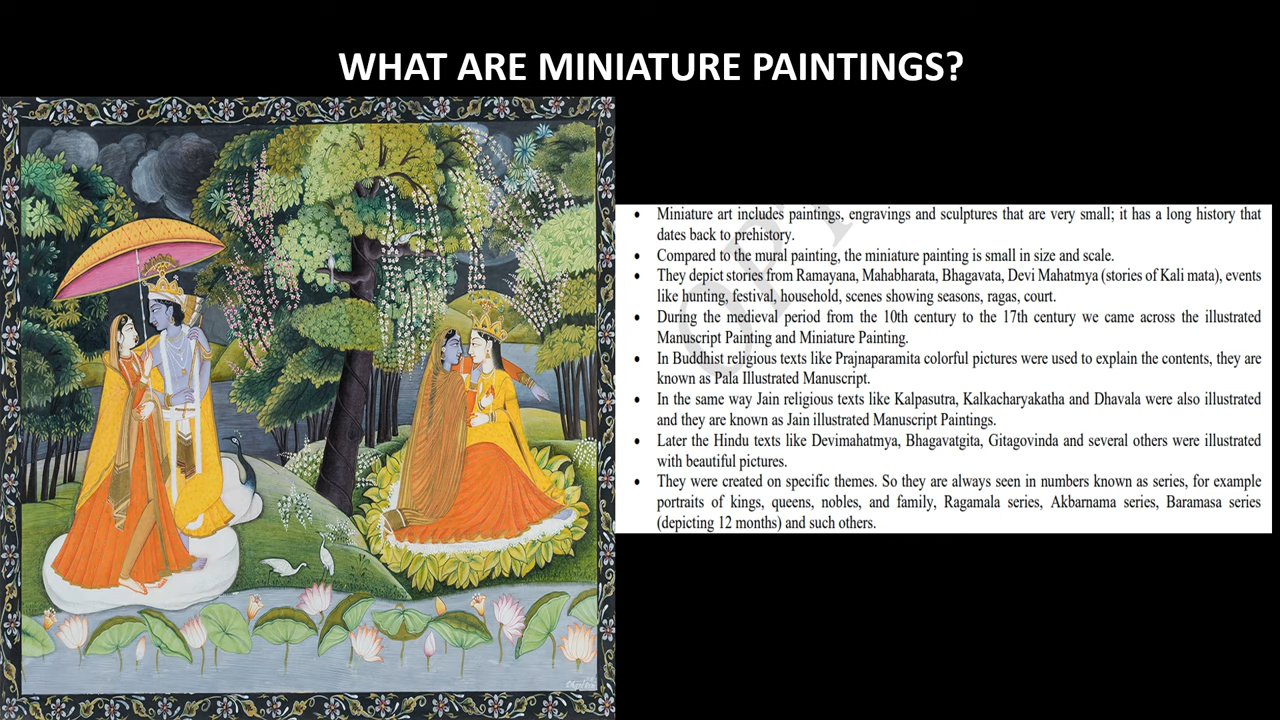 WHAT ARE MINIATURE PAINTINGS?
• Miniature art includes paintings, engravings and sculptures that are very small; it has a long history that
dates back to prehistory.
• Compared to the mural painting, the miniature painting is small in size and scale.
• They depict stories from Ramayana, Mahabharata, Bhagavata, Devi Mahatmya (stories of Kali mata), events
like hunting, festival, household, scenes showing seasons, ragas, court.
• During the medieval period from the 10th century to the 17th century we came across the illustrated
Manuscript Painting and Miniature Painting.
• In Buddhist religious texts like Prajnaparamita colorful pictures were used to explain the contents, they are
known as Pala Illustrated Manuscript.
• In the same way Jain religious texts like Kalpasutra, Kalkacharyakatha and Dhavala were also illustrated
and they are known as Jain illustrated Manuscript Paintings.
• Later the Hindu texts like Devimahatmya, Bhagavatgita, Gitagovinda and several others were illustrated
with beautiful pictures.
• They were created on specific themes. So they are always seen in numbers known as series, for example
portraits of kings, queens, nobles, and family, Ragamala series, Akbarnama series, Baramasa series
(depicting 12 months) and such others.